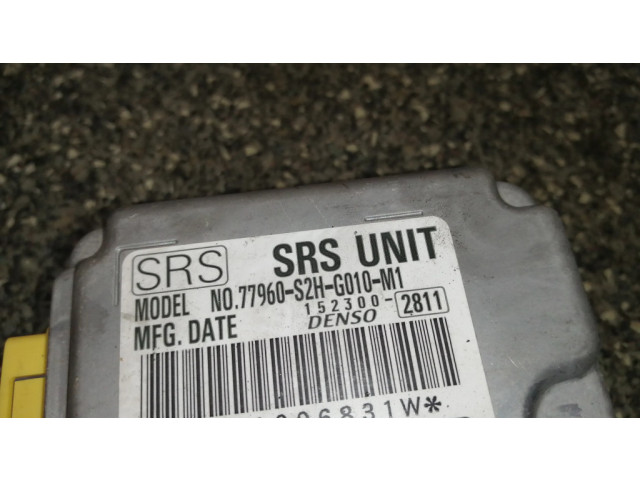 SRS SRS UNIT
MODEL NO.77960-S2H-G010-M1
152300-2811
MFG. DATE DENSO